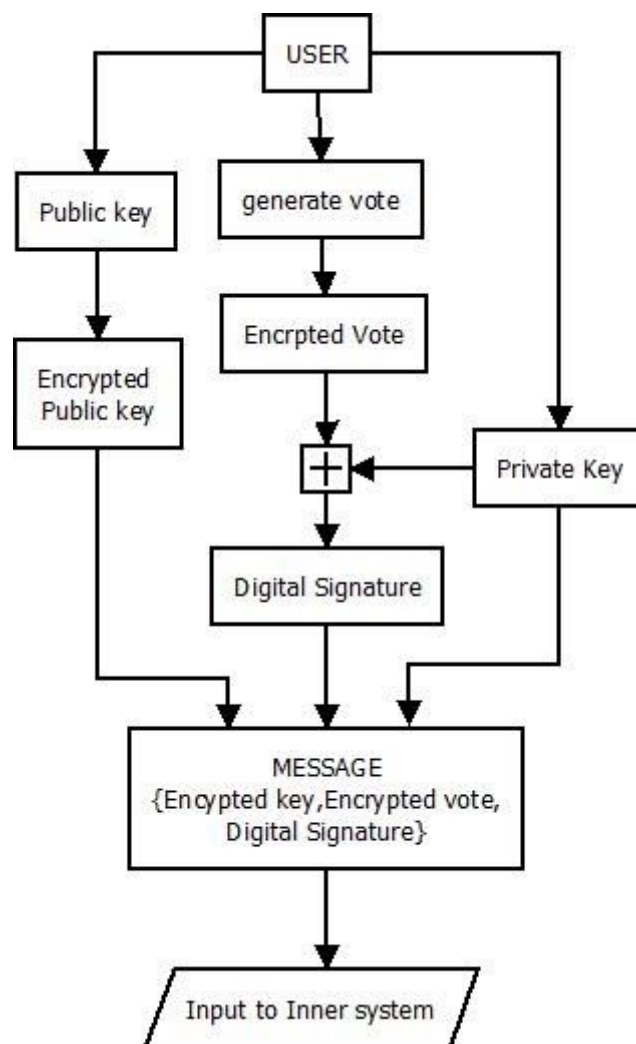 USER
Public key
generate vote
Encrpted Vote
Encrypted
Public key
+
Private Key
Digital Signature
MESSAGE
{Encypted key,Encrypted vote,
Digital Signature}
Input to Inner system